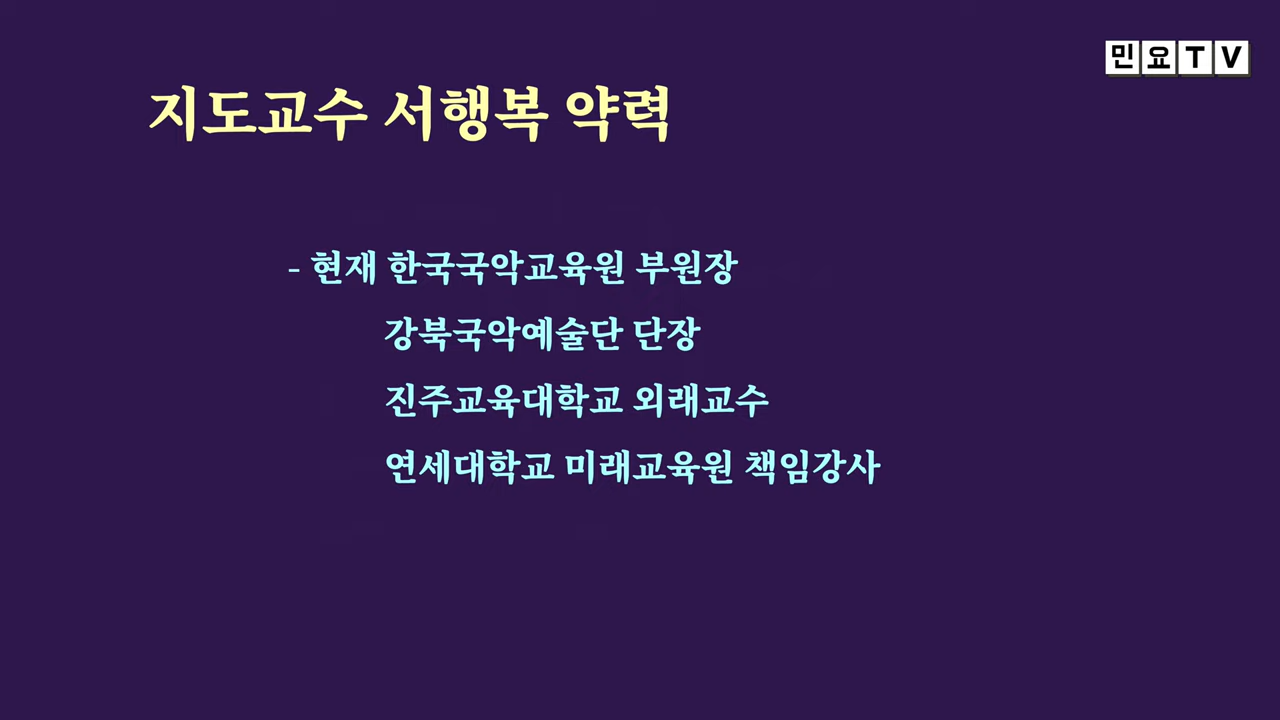 민요TV
지도교수 서행복 약력
- 현재 한국국악교육원 부원장
강북국악예술단 단장
진주교육대학교 외래교수
연세대학교 미래교육원 책임강사